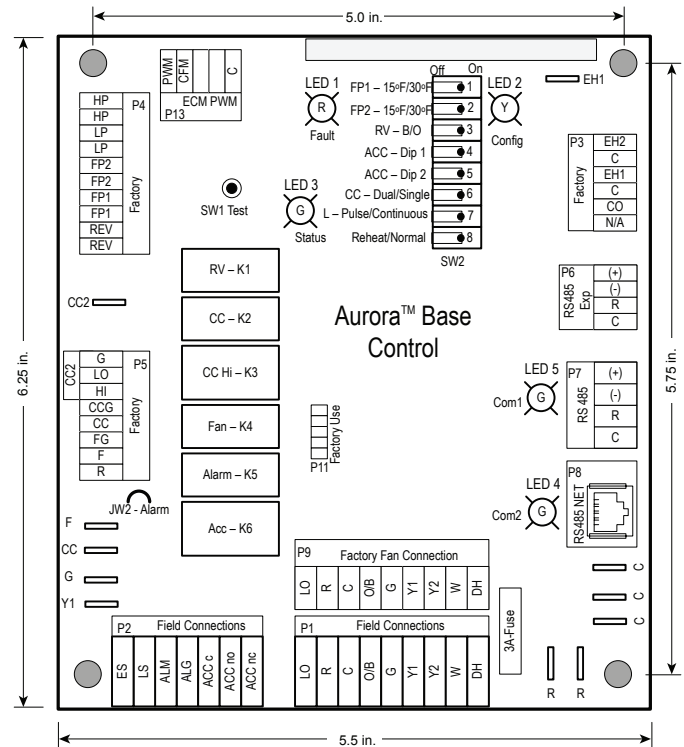 5.0 in.
6.25 in.
5.75 in.
5.5 in.
PWM
CFM
C
ECM PWM
P13
LED 1
R
Fault
Off On
FP1 – 15ºF/30ºF 1
FP2 – 15ºF/30ºF 2
RV – B/O 3
ACC – Dip 1 4
ACC – Dip 2 5
CC – Dual/Single 6
L – Pulse/Continuous 7
Reheat/Normal 8
SW2
LED 2
Y
Config
EH1
P4
Factory
HP
HP
LP
LP
FP2
FP2
FP1
FP1
REV
REV
SW1 Test
LED 3
G
Status
P3
Factory
EH2
C
EH1
C
CO
N/A
RV – K1
CC – K2
CC Hi – K3
Fan – K4
Alarm – K5
Acc – K6
Aurora™ Base
Control
P6
RS485
Exp
(+)
(-)
R
C
CC2
CC2
P5
Factory
G
LO
HI
CCG
CC
FG
F
R
LED 5
G
Com1
P7
RS 485
(+)
(-)
R
C
Factory Use
P11
JW2 - Alarm
LED 4
G
Com2
P8
RS485 NET
F
CC
G
Y1
P9 Factory Fan Connection
LO
R
C
O/B
G
Y1
Y2
W
DH
C
C
C
P2 Field Connections
ES
LS
ALM
ALG
ACC c
ACC no
ACC nc
P1 Field Connections
LO
R
C
O/B
G
Y1
Y2
W
DH
3A-Fuse
R R